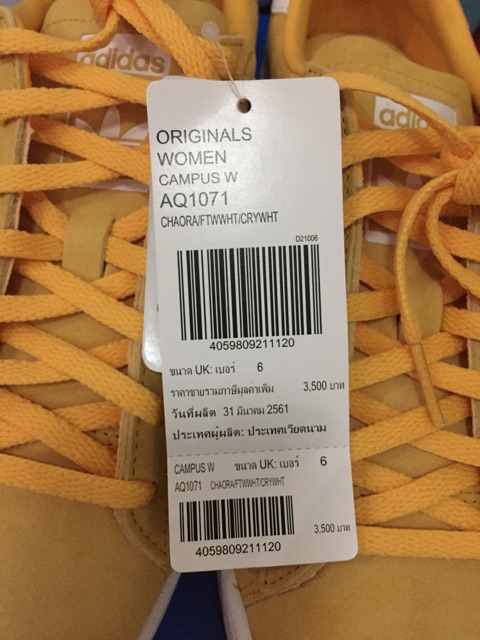 adidas
adidas
ORIGINALS
WOMEN
CAMPUS W
AQ1071
CHAORA/FTWWHT/CRYWHT
D21006
4059809211120
ขนาด UK: เบอร์ 6
ราคาขายรวมภาษีมูลค่าเพิ่ม 3,500 บาท
วันที่ผลิต 31 มีนาคม 2561
ประเทศผู้ผลิต: ประเทศเวียดนาม
CAMPUS W ขนาด UK: เบอร์ 6
AQ1071 CHAORA/FTWWHT/CRYWHT
3,500 บาท
4059809211120